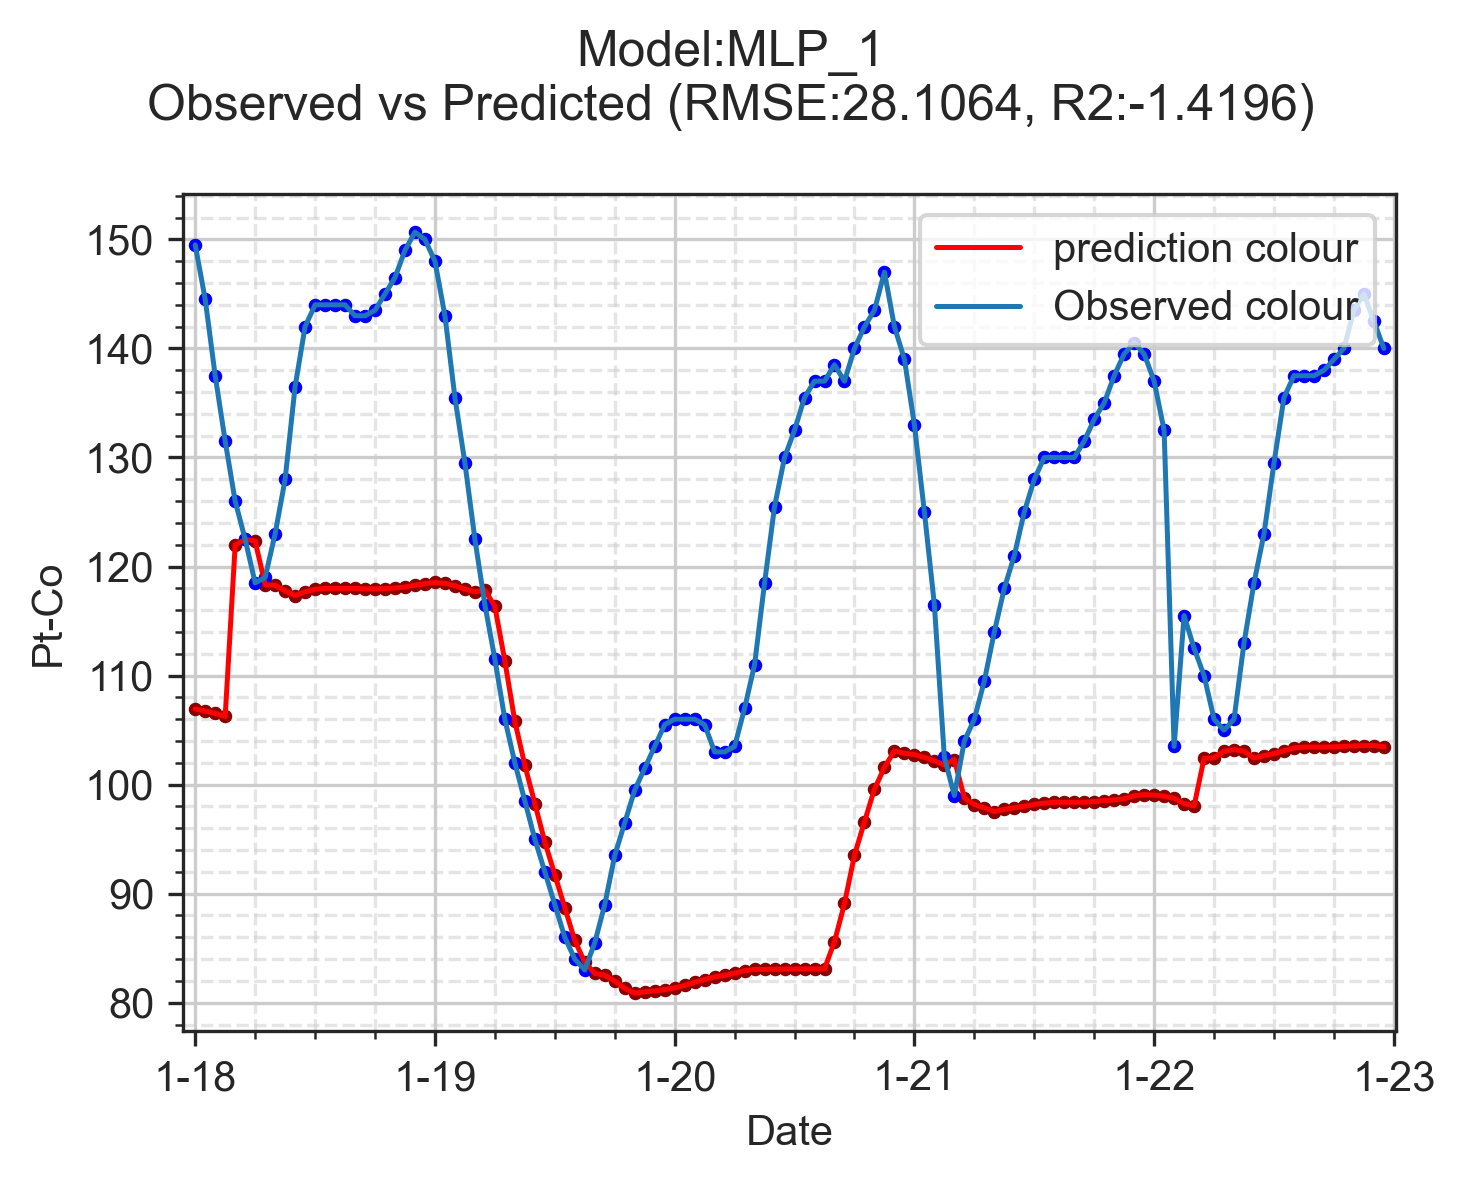 Model:MLP_1
Observed vs Predicted (RMSE:28.1064, R2:-1.4196)
prediction colour
Observed colour
150
140
130
120
110
100
90
80
Pt-Co
1-18
1-19
1-20
1-21
1-22
1-23
Date